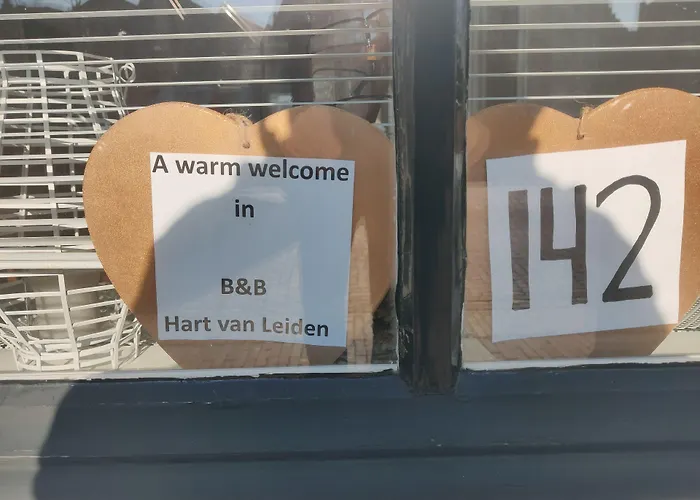 A warm welcome
in
B&B
Hart van Leiden
142